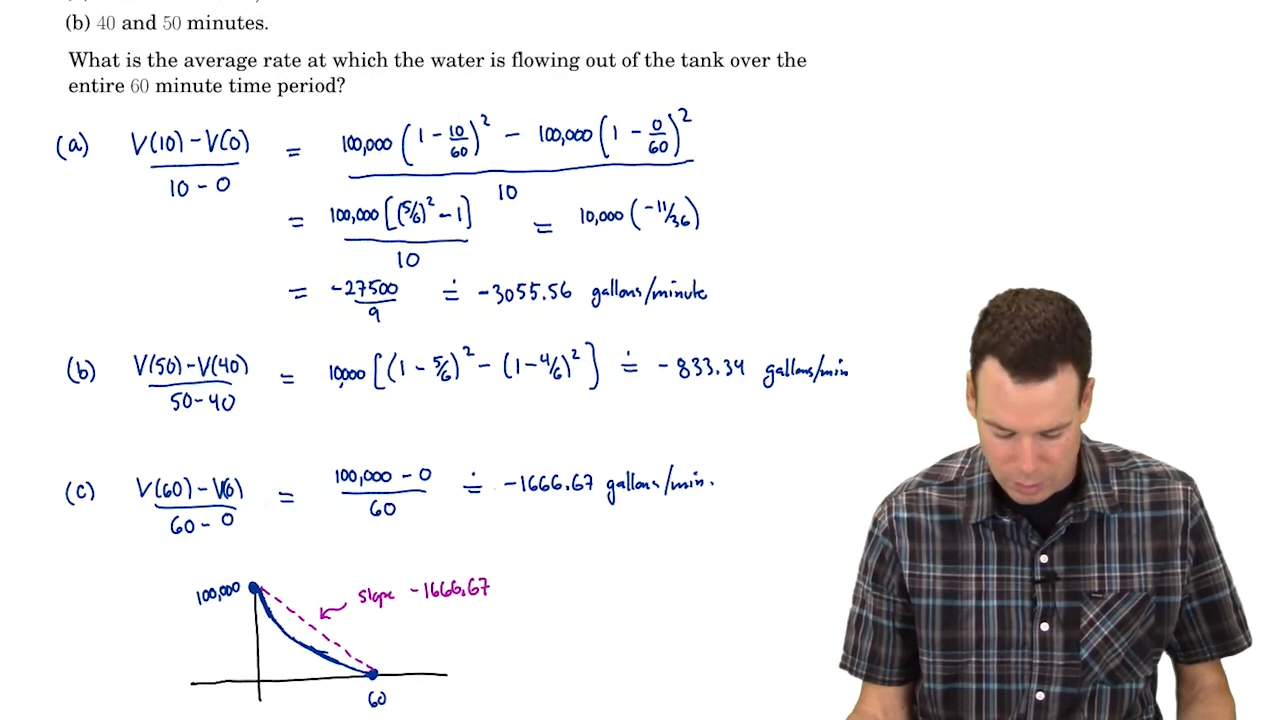 (b) 40 and 50 minutes.
What is the average rate at which the water is flowing out of the tank over the
entire 60 minute time period?
(a) V(10) - V(0) / 10 - 0 = 100,000 (1 - 10/60)^2 - 100,000 (1 - 0/60)^2 / 10
= 100,000 [(5/6)^2 - 1] / 10 = 10,000 (-11/36)
= -27500 / 9 ≐ -3055.56 gallons/minute
(b) V(50) - V(40) / 50 - 40 = 10,000 [(1 - 5/6)^2 - (1 - 4/6)^2] ≐ -833.34 gallons/min
(c) V(60) - V(0) / 60 - 0 = 100,000 - 0 / 60 ≐ -1666.67 gallons/min.
100,000
slope -1666.67
60